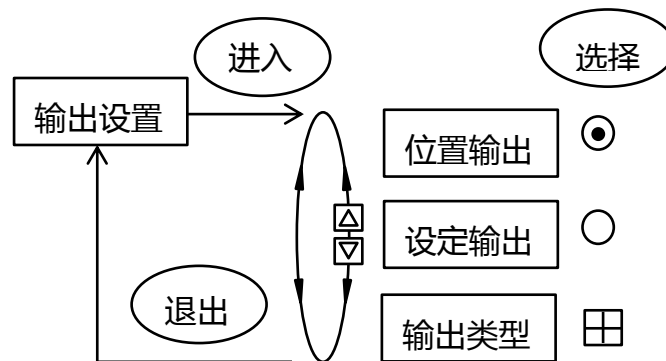 进入
选择
输出设置
位置输出
设定输出
退出
输出类型